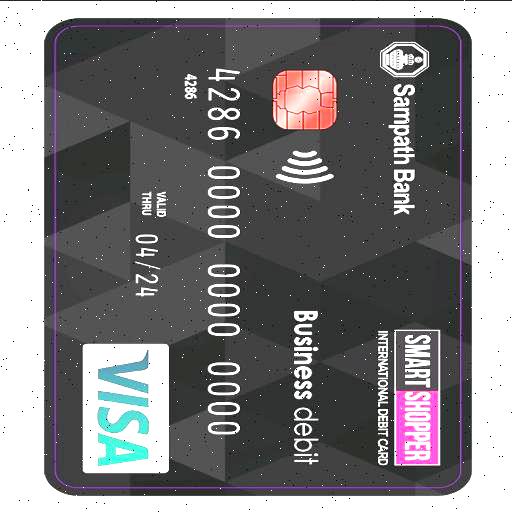 Sampath Bank
SMART SHOPPER
INTERNATIONAL DEBIT CARD
Business debit
4286 0000 0000 0000
4286
VALID
THRU
04/24
VISA